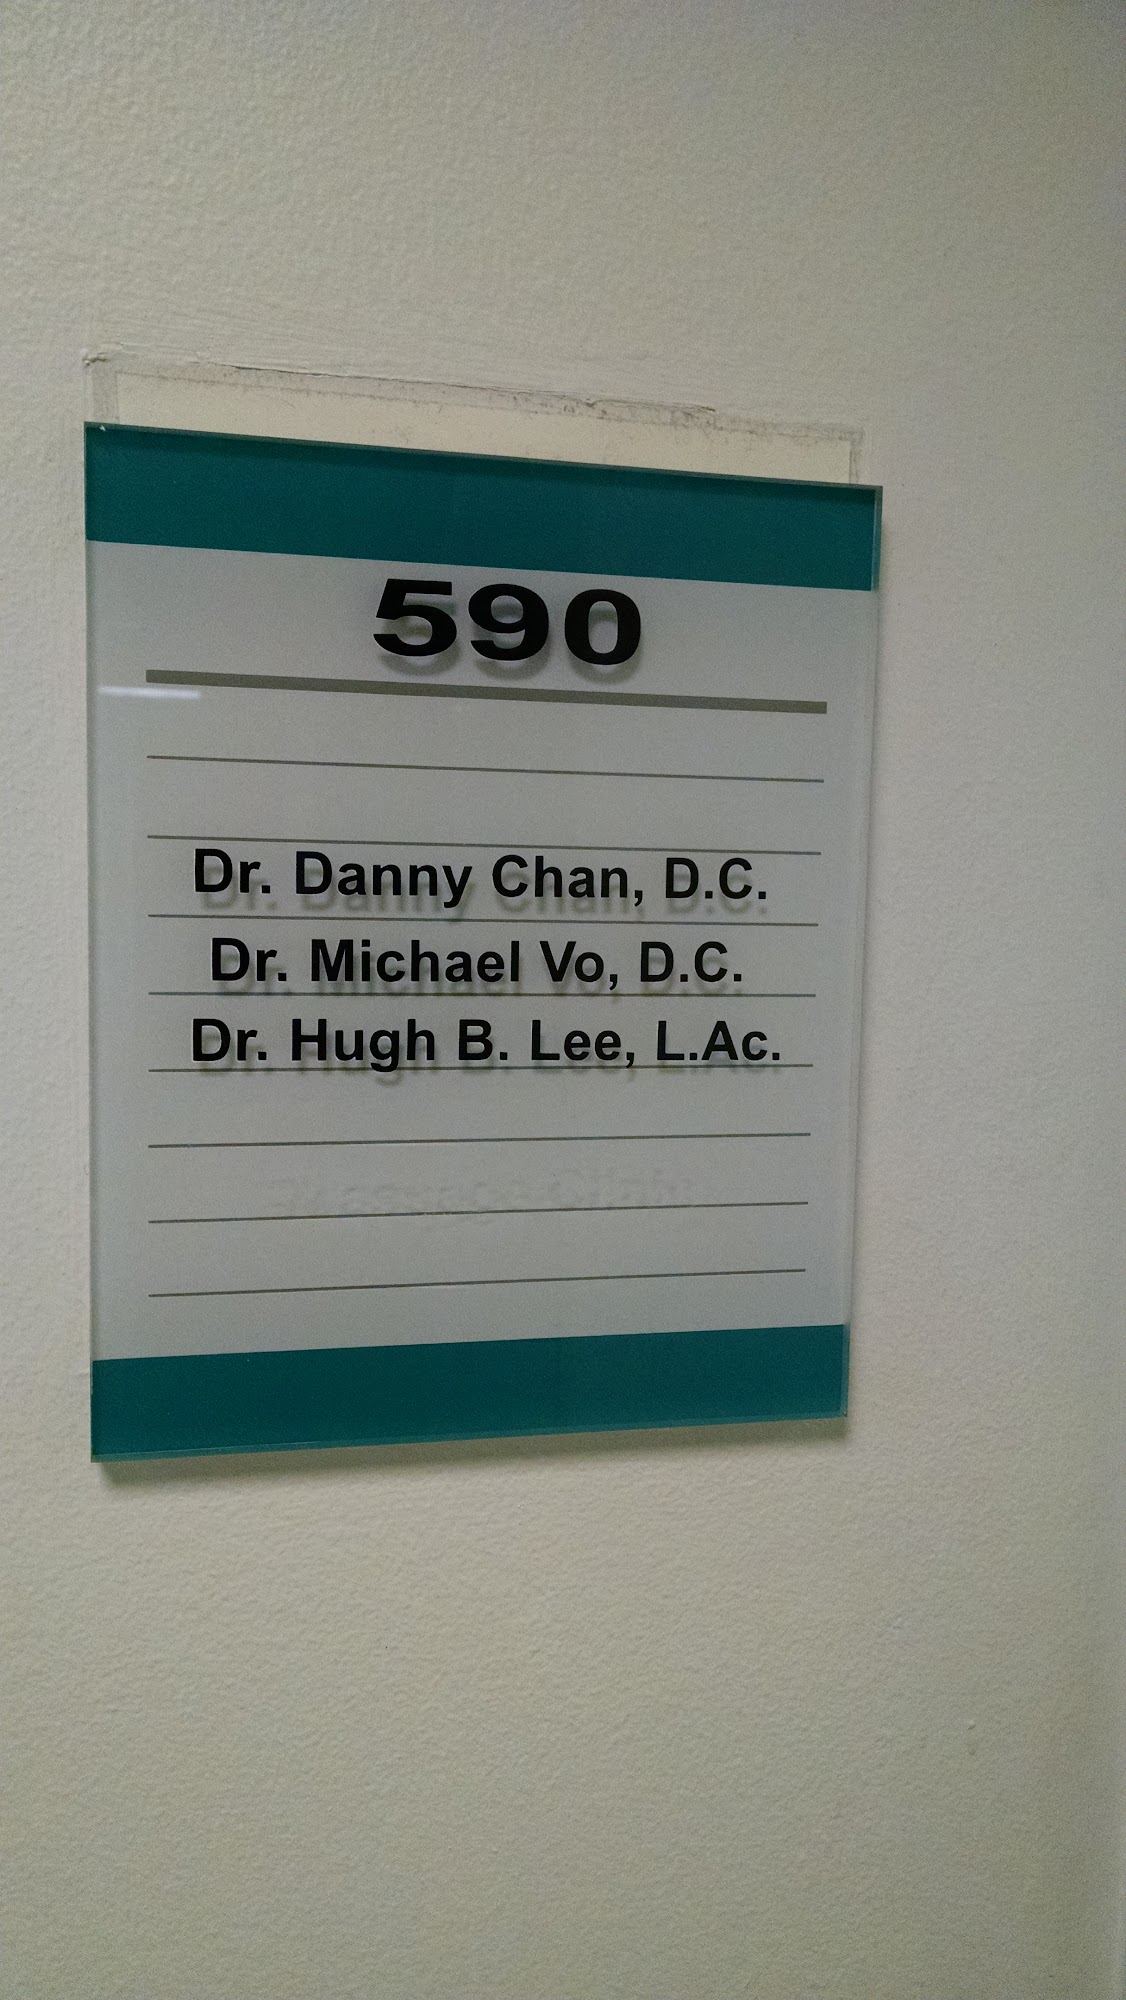 590
Dr. Danny Chan, D.C.
Dr. Michael Vo, D.C.
Dr. Hugh B. Lee, L.Ac.